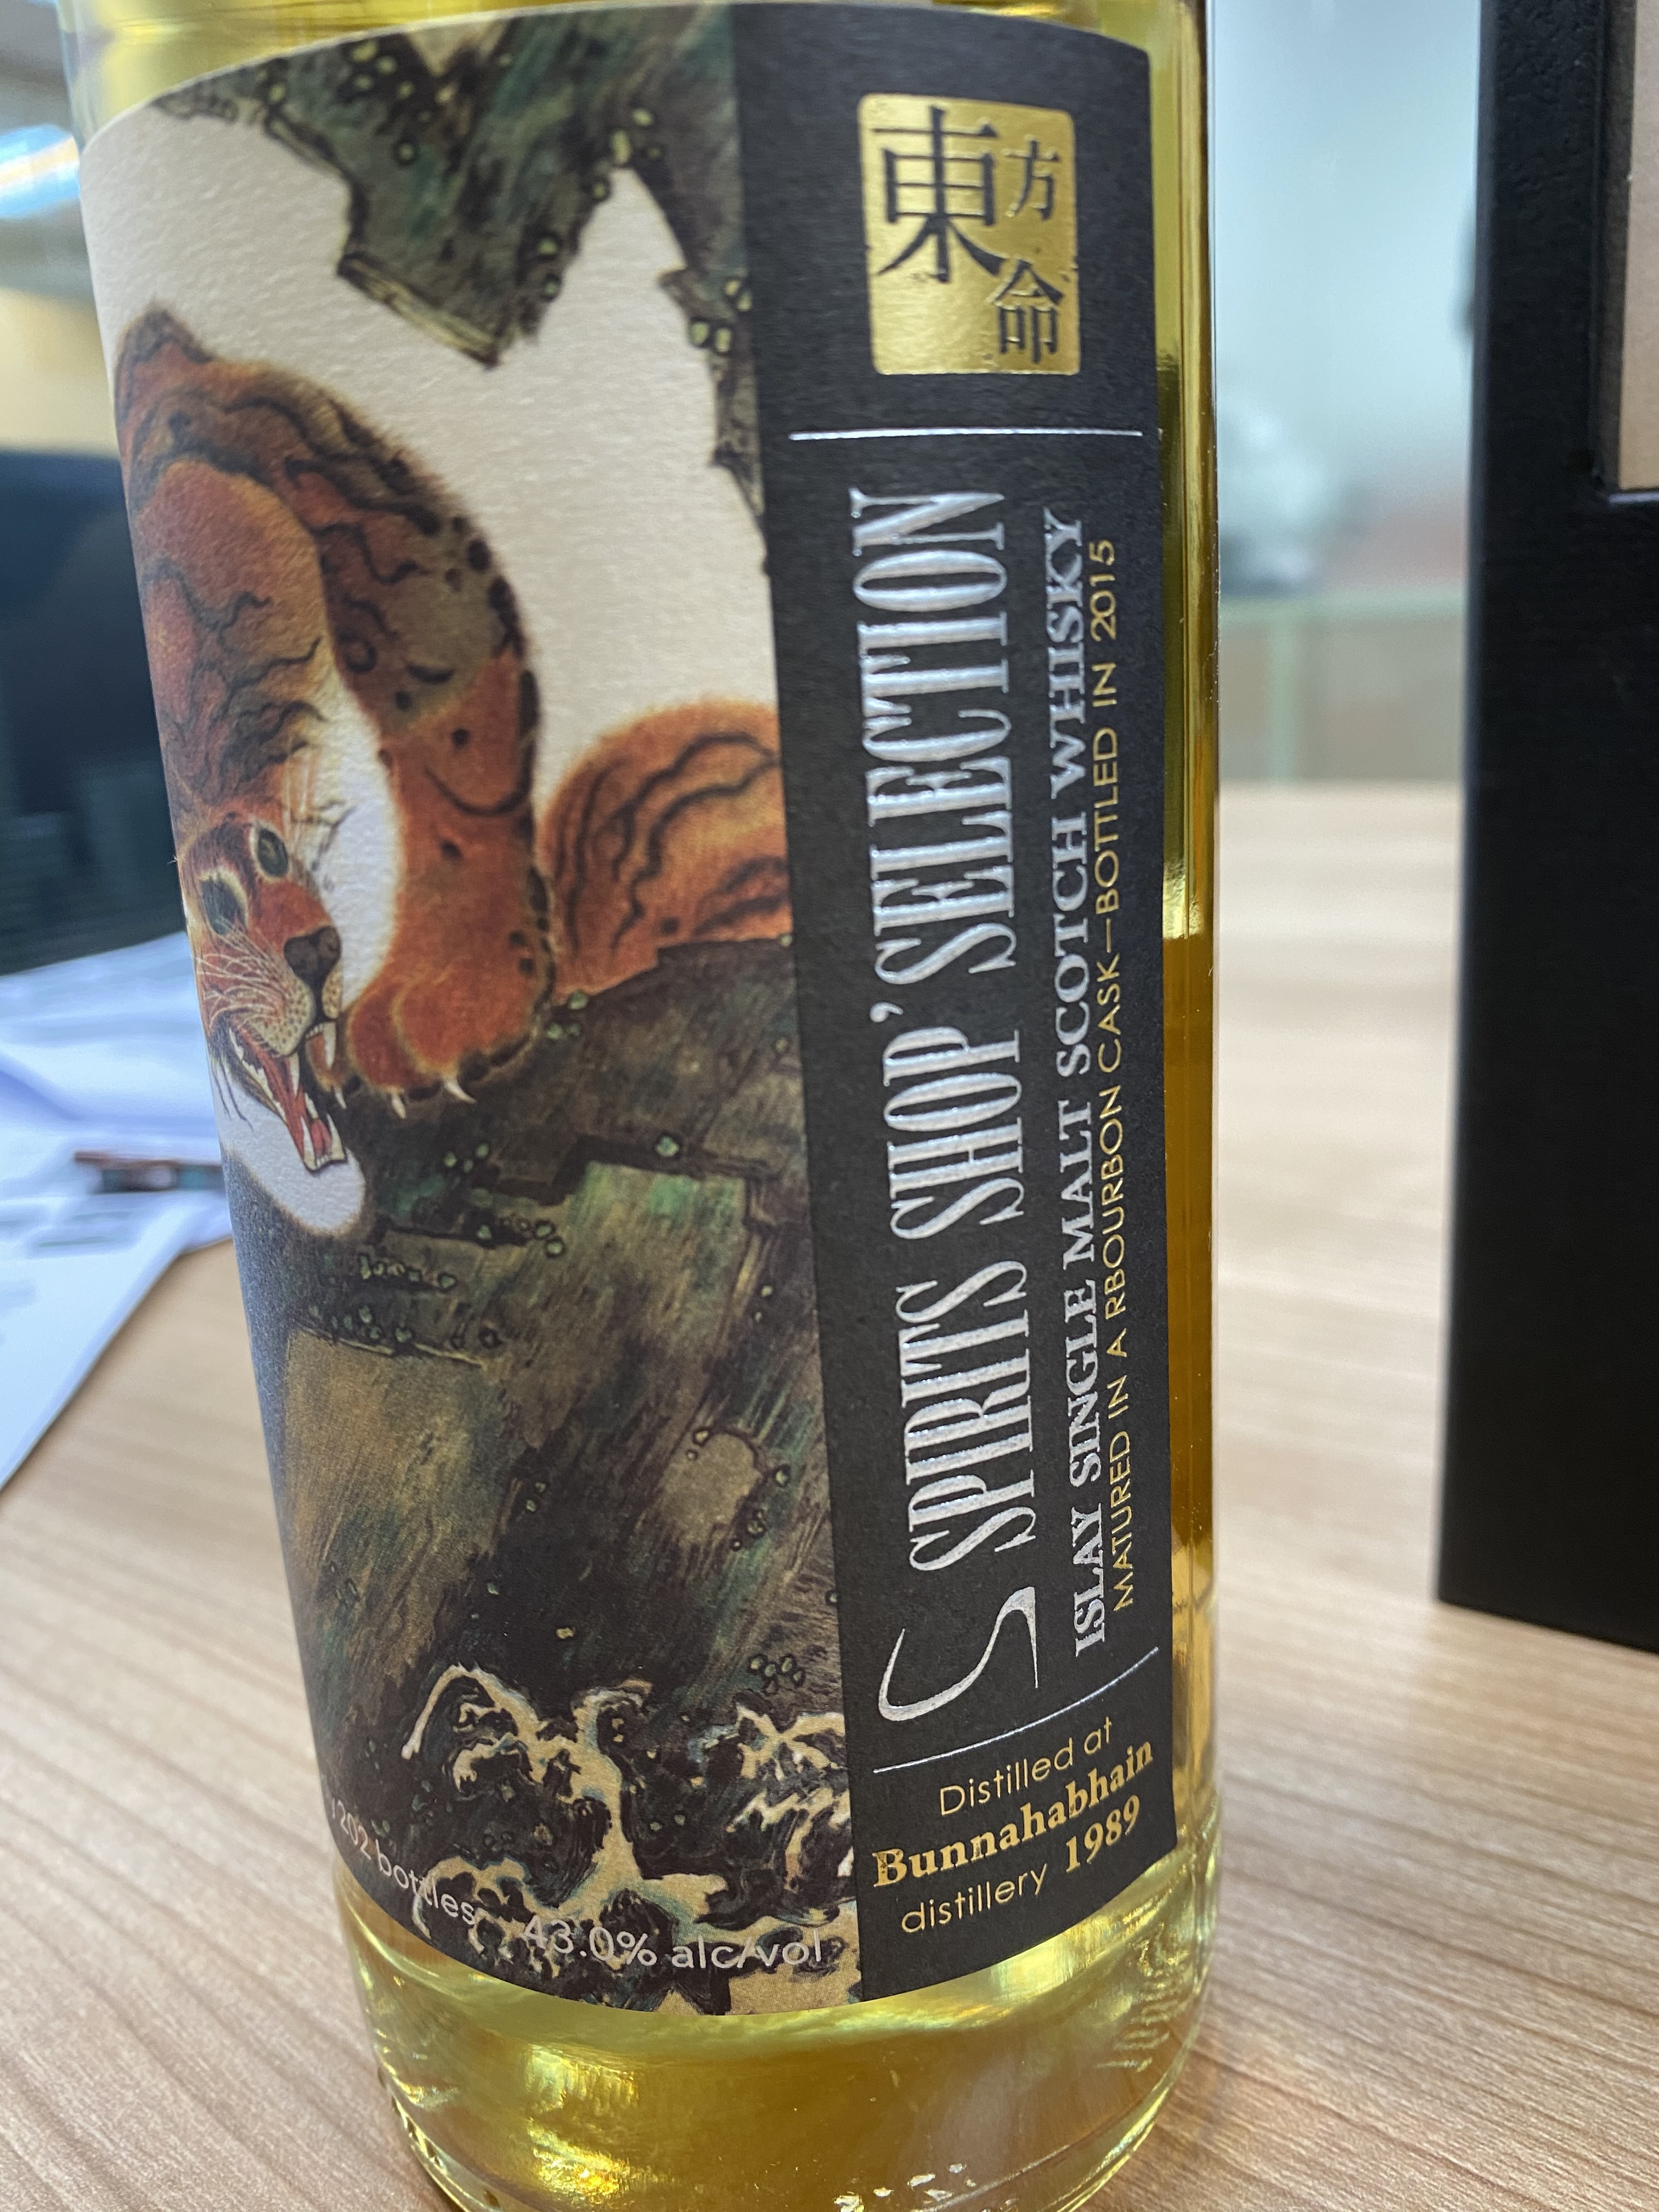 東方命
S SPIRITS SHOP' SELECTION
ISLAY SINGLE MALT SCOTCH WHISKY
MATURED IN A RBOURBON CASK–BOTTLED IN 2015
Distilled at
Bunnahabhain
distillery 1989
202 bottles 43.0% alc/vol